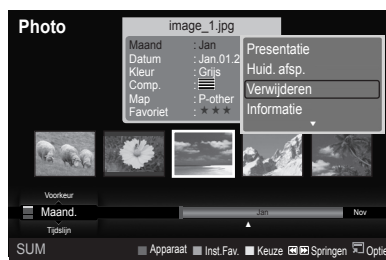 Photo
image_1.jpg
Maand : Jan
Datum : Jan.01.2
Kleur : Grijs
Comp. :
Map : P-other
Favoriet : ★ ★ ★
Presentatie
Huid. afsp.
Verwijderen
Informatie
Voorkeur
Maand.
Jan
Nov
Tijdslijn
SUM
Apparaat
Inst.Fav.
Keuze
Springen
Optie